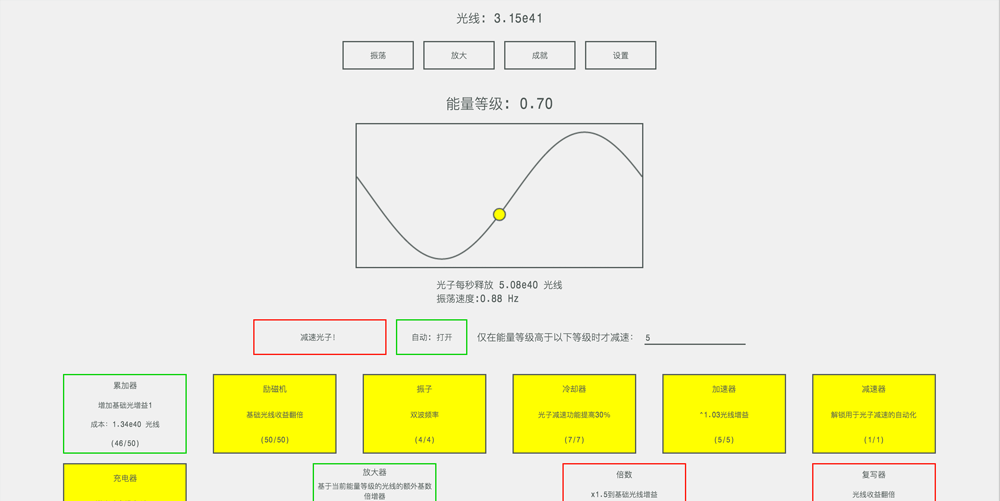 光线: 3.15e41
振荡 放大 成就 设置
能量等级: 0.70
光子每秒释放 5.08e40 光线
振荡速度:0.88 Hz
减速光子!
自动: 打开
仅在能量等级高于以下等级时才减速: 5
累加器
增加基础光增益1
成本: 1.34e40 光线
(46/50)
励磁机
基础光线收益翻倍
(50/50)
振子
双波频率
(4/4)
冷却器
光子减速功能提高30%
(7/7)
加速器
^1.03光线增益
(5/5)
减速器
解锁用于光子减速的自动化
(1/1)
充电器
放大器
基于当前能量等级的光线的额外基数
倍增器
倍数
x1.5到基础光线增益
复写器
光线收益翻倍